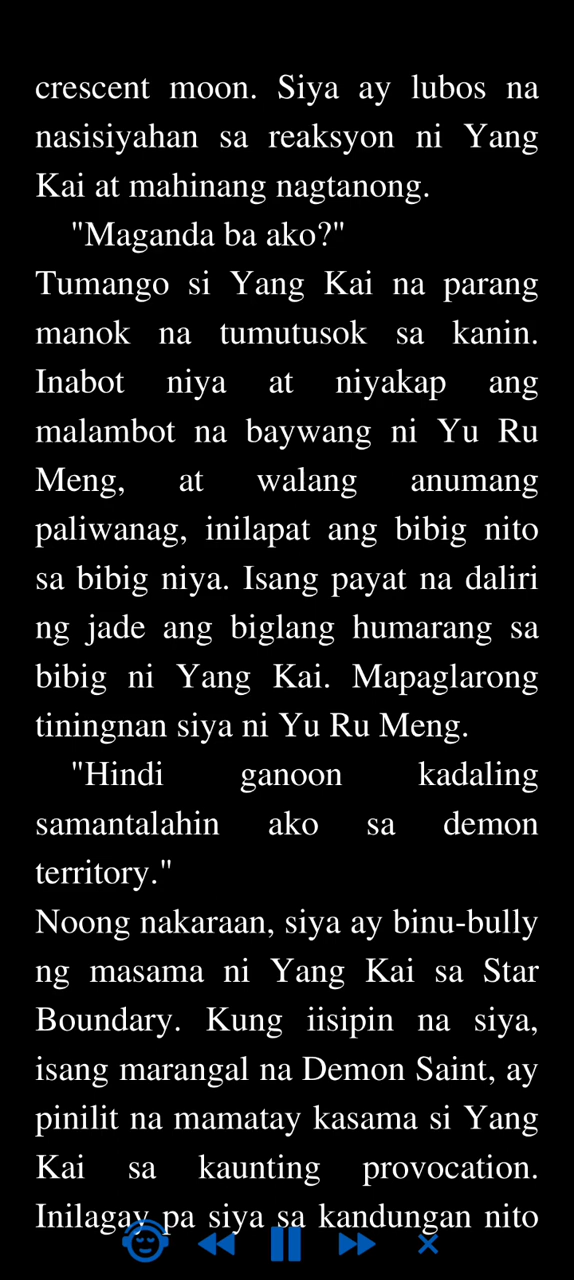 crescent moon. Siya ay lubos na
nasisiyahan sa reaksyon ni Yang
Kai at mahinang nagtanong.
"Maganda ba ako?"
Tumango si Yang Kai na parang
manok na tumutusok sa kanin.
Inabot niya at niyakap ang
malambot na baywang ni Yu Ru
Meng, at walang anumang
paliwanag, inilapat ang bibig nito
sa bibig niya. Isang payat na daliri
ng jade ang biglang humarang sa
bibig ni Yang Kai. Mapaglarong
tiningnan siya ni Yu Ru Meng.
"Hindi ganoon kadaling
samantalahin ako sa demon
territory."
Noong nakaraan, siya ay binu-bully
ng masama ni Yang Kai sa Star
Boundary. Kung iisipin na siya,
isang marangal na Demon Saint, ay
pinilit na mamatay kasama si Yang
Kai sa kaunting provocation.
Inilagay pa siya sa kandungan nito